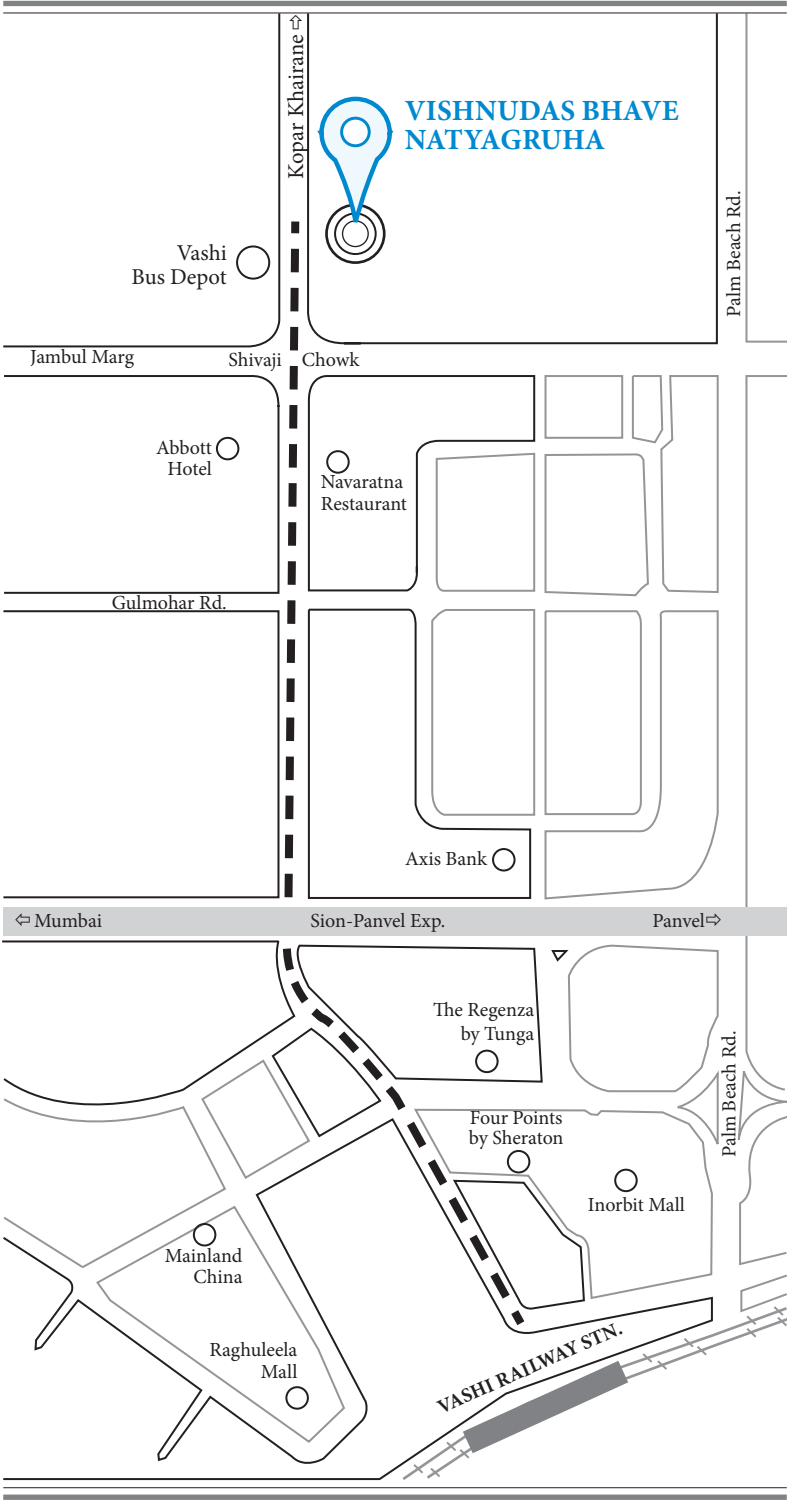 Kopar Khairane⇧
VISHNUDAS BHAVE
NATYAGRUHA
Palm Beach Rd.
Vashi
Bus Depot
Jambul Marg
Shivaji Chowk
Abbott
Hotel
Navaratna
Restaurant
Gulmohar Rd.
Axis Bank
⇦ Mumbai
Sion-Panvel Exp.
Panvel⇨
The Regenza
by Tunga
Palm Beach Rd.
Four Points
by Sheraton
Inorbit Mall
Mainland
China
Raghuleela
Mall
VASHI RAILWAY STN.